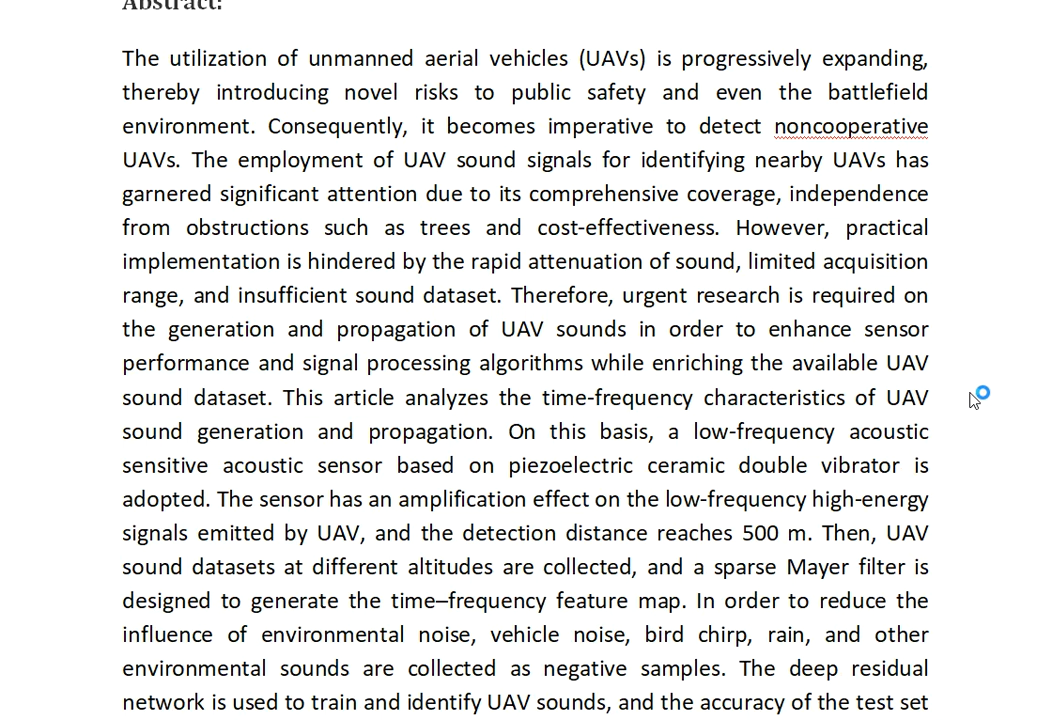 Abstract:
The utilization of unmanned aerial vehicles (UAVs) is progressively expanding,
thereby introducing novel risks to public safety and even the battlefield
environment. Consequently, it becomes imperative to detect noncooperative
UAVs. The employment of UAV sound signals for identifying nearby UAVs has
garnered significant attention due to its comprehensive coverage, independence
from obstructions such as trees and cost-effectiveness. However, practical
implementation is hindered by the rapid attenuation of sound, limited acquisition
range, and insufficient sound dataset. Therefore, urgent research is required on
the generation and propagation of UAV sounds in order to enhance sensor
performance and signal processing algorithms while enriching the available UAV
sound dataset. This article analyzes the time-frequency characteristics of UAV
sound generation and propagation. On this basis, a low-frequency acoustic
sensitive acoustic sensor based on piezoelectric ceramic double vibrator is
adopted. The sensor has an amplification effect on the low-frequency high-energy
signals emitted by UAV, and the detection distance reaches 500 m. Then, UAV
sound datasets at different altitudes are collected, and a sparse Mayer filter is
designed to generate the time–frequency feature map. In order to reduce the
influence of environmental noise, vehicle noise, bird chirp, rain, and other
environmental sounds are collected as negative samples. The deep residual
network is used to train and identify UAV sounds, and the accuracy of the test set